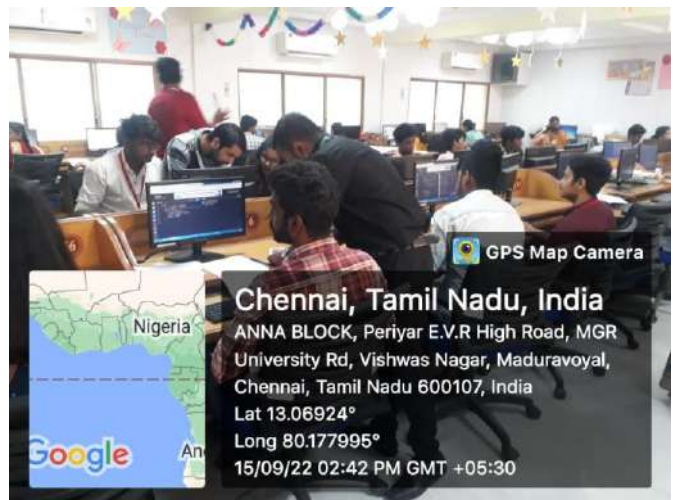 GPS Map Camera
Nigeria
An
Google
Chennai, Tamil Nadu, India
ANNA BLOCK, Periyar E.V.R High Road, MGR
University Rd, Vishwas Nagar, Maduravoyal,
Chennai, Tamil Nadu 600107, India
Lat 13.06924°
Long 80.177995°
15/09/22 02:42 PM GMT +05:30